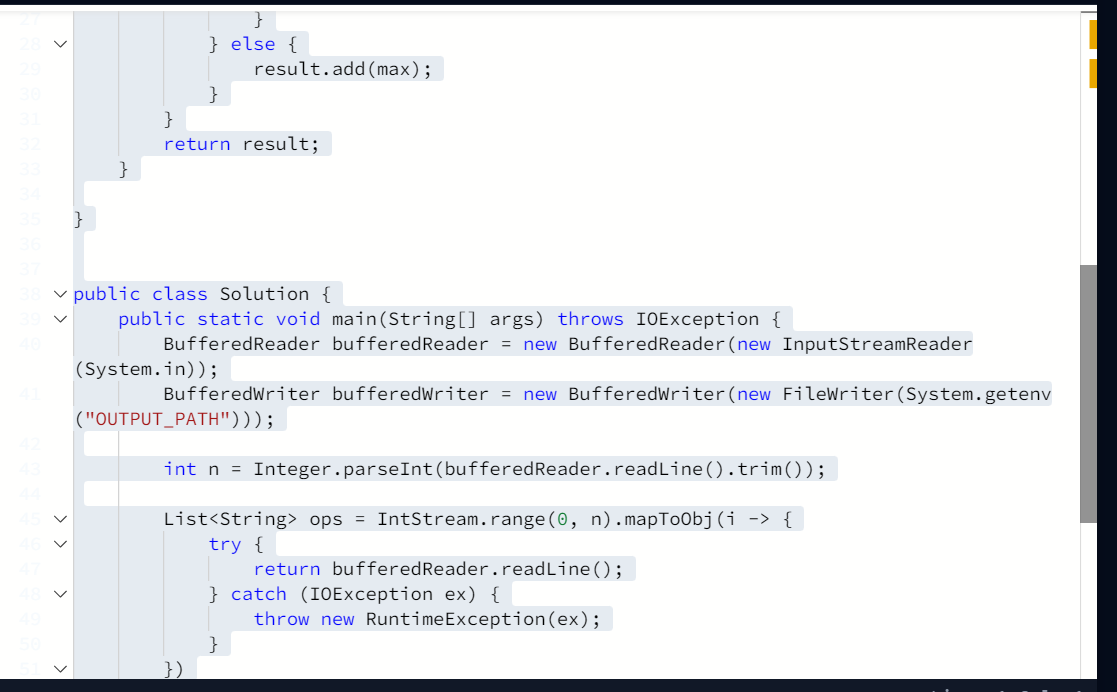 27 }
28 } else {
29 result.add(max);
30 }
31 }
32 return result;
33 }
34
35 }
36
37
38 public class Solution {
39 public static void main(String[] args) throws IOException {
40 BufferedReader bufferedReader = new BufferedReader(new InputStreamReader
(System.in));
41 BufferedWriter bufferedWriter = new BufferedWriter(new FileWriter(System.getenv
("OUTPUT_PATH")));
42
43 int n = Integer.parseInt(bufferedReader.readLine().trim());
44
45 List<String> ops = IntStream.range(0, n).mapToObj(i -> {
46 try {
47 return bufferedReader.readLine();
48 } catch (IOException ex) {
49 throw new RuntimeException(ex);
50 }
51 })